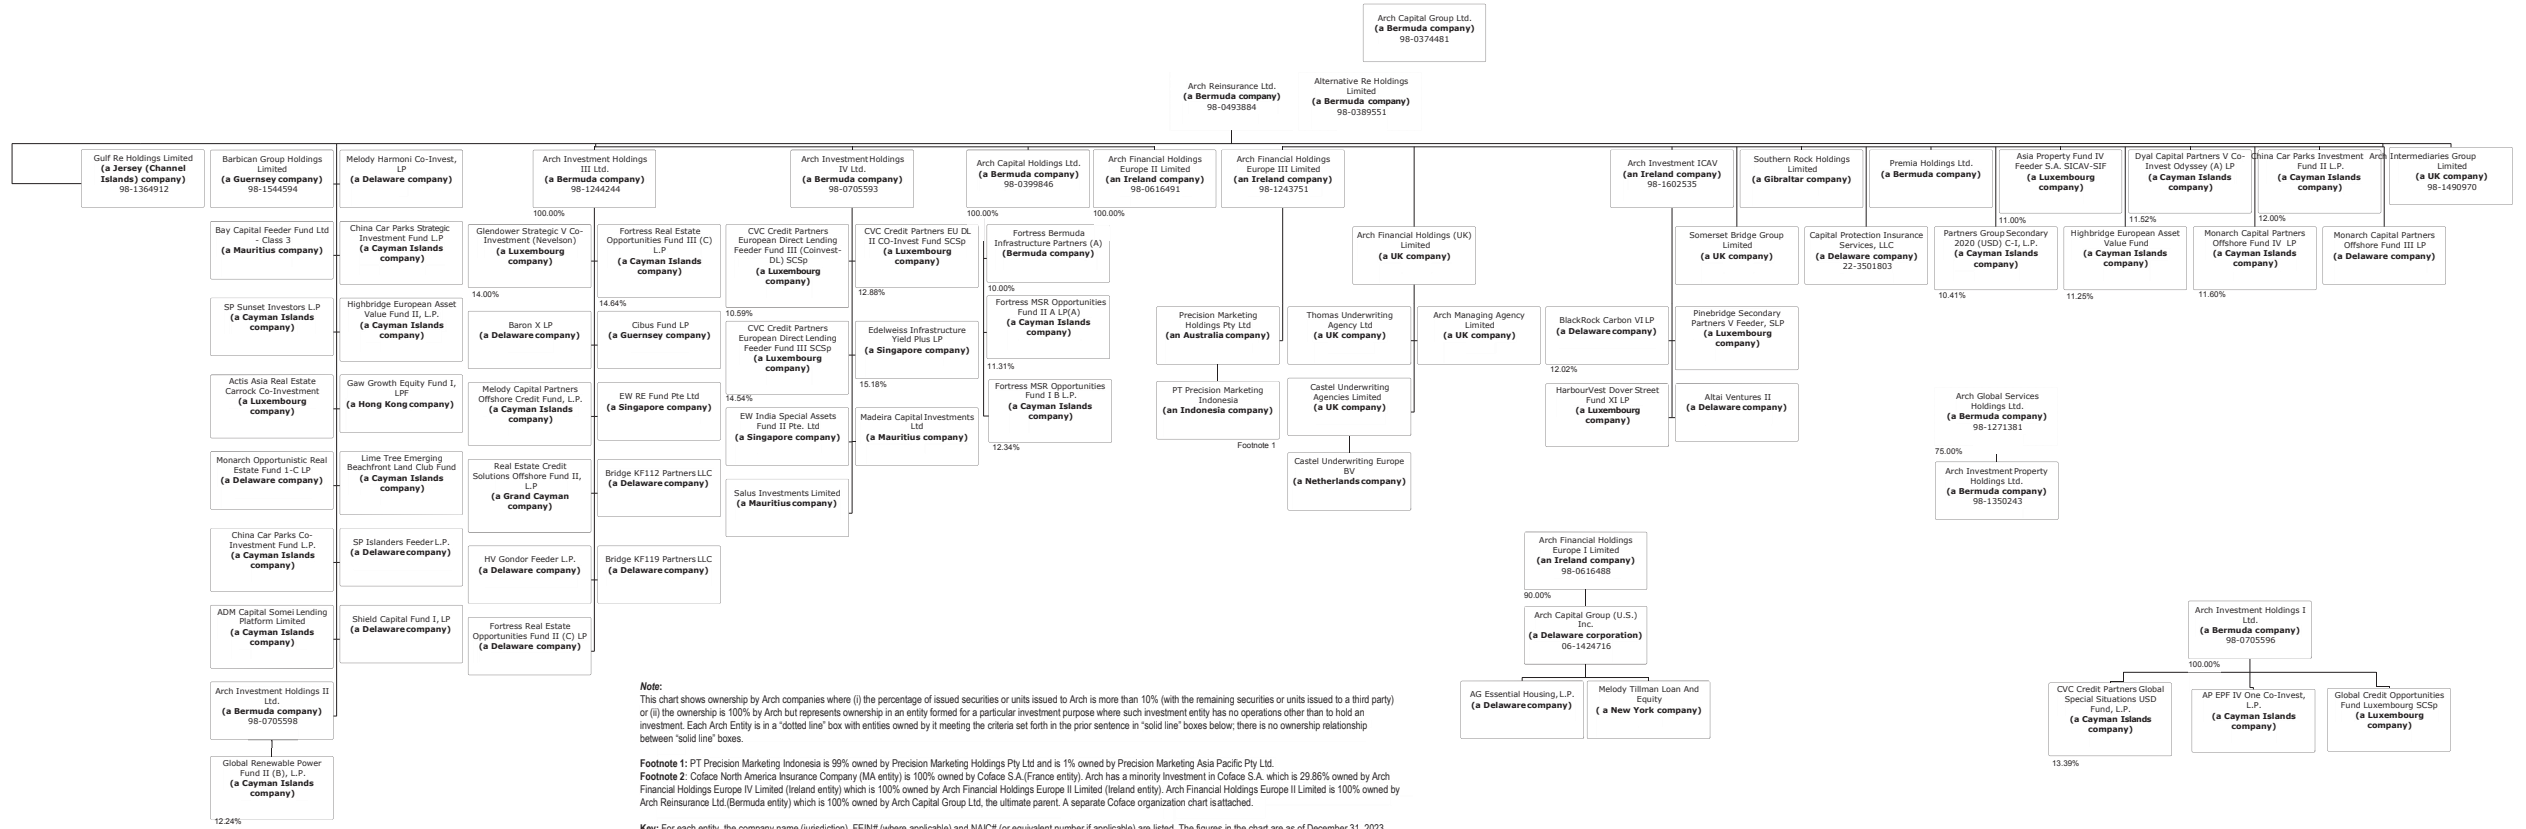 Arch Capital Group Ltd.
(a Bermuda company)
98-0374481
Arch Reinsurance Ltd.
(a Bermuda company)
98-0493884
Alternative Re Holdings
Limited
(a Bermuda company)
98-0389551
Gulf Re Holdings Limited
(a Jersey (Channel
Islands) company)
98-1364912
Barbican Group Holdings
Limited
(a Guernsey company)
98-1544594
Melody Harmoni Co-Invest,
LP
(a Delaware company)
Arch Investment Holdings
III Ltd.
(a Bermuda company)
98-1244244
100.00%
Arch Investment Holdings
IV Ltd.
(a Bermuda company)
98-0705593
Arch Capital Holdings Ltd.
(a Bermuda company)
98-0399846
100.00%
Arch Financial Holdings
Europe II Limited
(an Ireland company)
98-0616491
100.00%
Arch Financial Holdings
Europe III Limited
(an Ireland company)
98-1243751
Arch Investment ICAV
(an Ireland company)
98-1602535
Southern Rock Holdings
Limited
(a Gibraltar company)
Premia Holdings Ltd.
(a Bermuda company)
Asia Property Fund IV
Feeder S.A. SICAV-SIF
(a Luxembourg
company)
11.00%
Dyal Capital Partners V Co-
Invest Odyssey (A) LP
(a Cayman Islands
company)
11.52%
China Car Parks Investment
Fund II L.P.
(a Cayman Islands
company)
12.00%
Arch Intermediaries Group
Limited
(a UK company)
98-1490970
Bay Capital Feeder Fund Ltd
- Class 3
(a Mauritius company)
China Car Parks Strategic
Investment Fund L.P
(a Cayman Islands
company)
Glendower Strategic V Co-
Investment (Nevelson)
(a Luxembourg
company)
14.00%
Fortress Real Estate
Opportunities Fund III (C)
L.P
(a Cayman Islands
company)
14.64%
CVC Credit Partners
European Direct Lending
Feeder Fund III (Coinvest-
DL) SCSp
(a Luxembourg
company)
10.59%
CVC Credit Partners EU DL
II CO-Invest Fund SCSp
(a Luxembourg
company)
12.88%
Fortress Bermuda
Infrastructure Partners (A)
(Bermuda company)
10.00%
Arch Financial Holdings (UK)
Limited
(a UK company)
Somerset Bridge Group
Limited
(a UK company)
Capital Protection Insurance
Services, LLC
(a Delaware company)
22-3501803
Partners Group Secondary
2020 (USD) C-I, L.P.
(a Cayman Islands
company)
10.41%
Highbridge European Asset
Value Fund
(a Cayman Islands
company)
11.25%
Monarch Capital Partners
Offshore Fund IV LP
(a Cayman Islands
company)
11.60%
Monarch Capital Partners
Offshore Fund III LP
(a Delaware company)
SP Sunset Investors L.P
(a Cayman Islands
company)
Highbridge European Asset
Value Fund II, L.P.
(a Cayman Islands
company)
Baron X LP
(a Delaware company)
Cibus Fund LP
(a Guernsey company)
CVC Credit Partners
European Direct Lending
Feeder Fund III SCSp
(a Luxembourg
company)
14.54%
Edelweiss Infrastructure
Yield Plus LP
(a Singapore company)
15.18%
Fortress MSR Opportunities
Fund II A LP(A)
(a Cayman Islands
company)
11.31%
Precision Marketing
Holdings Pty Ltd
(an Australia company)
Thomas Underwriting
Agency Ltd
(a UK company)
Arch Managing Agency
Limited
(a UK company)
BlackRock Carbon VI LP
(a Delaware company)
12.02%
Pinebridge Secondary
Partners V Feeder, SLP
(a Luxembourg
company)
Actis Asia Real Estate
Carrock Co-Investment
(a Luxembourg
company)
Gaw Growth Equity Fund I,
LPF
(a Hong Kong company)
Melody Capital Partners
Offshore Credit Fund, L.P.
(a Cayman Islands
company)
EW RE Fund Pte Ltd
(a Singapore company)
EW India Special Assets
Fund II Pte. Ltd
(a Singapore company)
Madeira Capital Investments
Ltd
(a Mauritius company)
Fortress MSR Opportunities
Fund I B L.P.
(a Cayman Islands
company)
12.34%
PT Precision Marketing
Indonesia
(an Indonesia company)
Footnote 1
Castel Underwriting
Agencies Limited
(a UK company)
HarbourVest Dover Street
Fund XI LP
(a Luxembourg
company)
Altai Ventures II
(a Delaware company)
Arch Global Services
Holdings Ltd.
(a Bermuda company)
98-1271381
75.00%
Monarch Opportunistic Real
Estate Fund 1-C LP
(a Delaware company)
Lime Tree Emerging
Beachfront Land Club Fund
(a Cayman Islands
company)
Real Estate Credit
Solutions Offshore Fund II,
L.P
(a Grand Cayman
company)
Bridge KF112 Partners LLC
(a Delaware company)
Salus Investments Limited
(a Mauritius company)
Castel Underwriting Europe
BV
(a Netherlands company)
Arch Investment Property
Holdings Ltd.
(a Bermuda company)
98-1350243
China Car Parks Co-
Investment Fund L.P.
(a Cayman Islands
company)
SP Islanders Feeder L.P.
(a Delaware company)
HV Gondor Feeder L.P.
(a Delaware company)
Bridge KF119 Partners LLC
(a Delaware company)
Arch Financial Holdings
Europe I Limited
(an Ireland company)
98-0616488
90.00%
ADM Capital Somei Lending
Platform Limited
(a Cayman Islands
company)
Shield Capital Fund I, LP
(a Delaware company)
Fortress Real Estate
Opportunities Fund II (C) LP
(a Delaware company)
Arch Capital Group (U.S.)
Inc.
(a Delaware corporation)
06-1424716
Arch Investment Holdings I
Ltd.
(a Bermuda company)
98-0705596
100.00%
Arch Investment Holdings II
Ltd.
(a Bermuda company)
98-0705598
AG Essential Housing, L.P.
(a Delaware company)
Melody Tillman Loan And
Equity
( a New York company)
CVC Credit Partners Global
Special Situations USD
Fund, L.P.
(a Cayman Islands
company)
13.39%
AP EPF IV One Co-Invest,
L.P.
(a Cayman Islands
company)
Global Credit Opportunities
Fund Luxembourg SCSp
(a Luxembourg
company)
Global Renewable Power
Fund II (B), L.P.
(a Cayman Islands
company)
12.24%
Note:
This chart shows ownership by Arch companies where (i) the percentage of issued securities or units issued to Arch is more than 10% (with the remaining securities or units issued to a third party)
or (ii) the ownership is 100% by Arch but represents ownership in an entity formed for a particular investment purpose where such investment entity has no operations other than to hold an
investment. Each Arch Entity is in a “dotted line” box with entities owned by it meeting the criteria set forth in the prior sentence in “solid line” boxes below; there is no ownership relationship
between “solid line” boxes.
Footnote 1: PT Precision Marketing Indonesia is 99% owned by Precision Marketing Holdings Pty Ltd and is 1% owned by Precision Marketing Asia Pacific Pty Ltd.
Footnote 2: Coface North America Insurance Company (MA entity) is 100% owned by Coface S.A.(France entity). Arch has a minority Investment in Coface S.A. which is 29.86% owned by Arch
Financial Holdings Europe IV Limited (Ireland entity) which is 100% owned by Arch Financial Holdings Europe II Limited (Ireland entity). Arch Financial Holdings Europe II Limited is 100% owned by
Arch Reinsurance Ltd.(Bermuda entity) which is 100% owned by Arch Capital Group Ltd, the ultimate parent. A separate Coface organization chart is attached.
Key: For each entity, the company name (jurisdiction), FEIN# (where applicable) and NAIC# (or equivalent number if applicable) are listed. The figures in the chart are as of December 31, 2023.